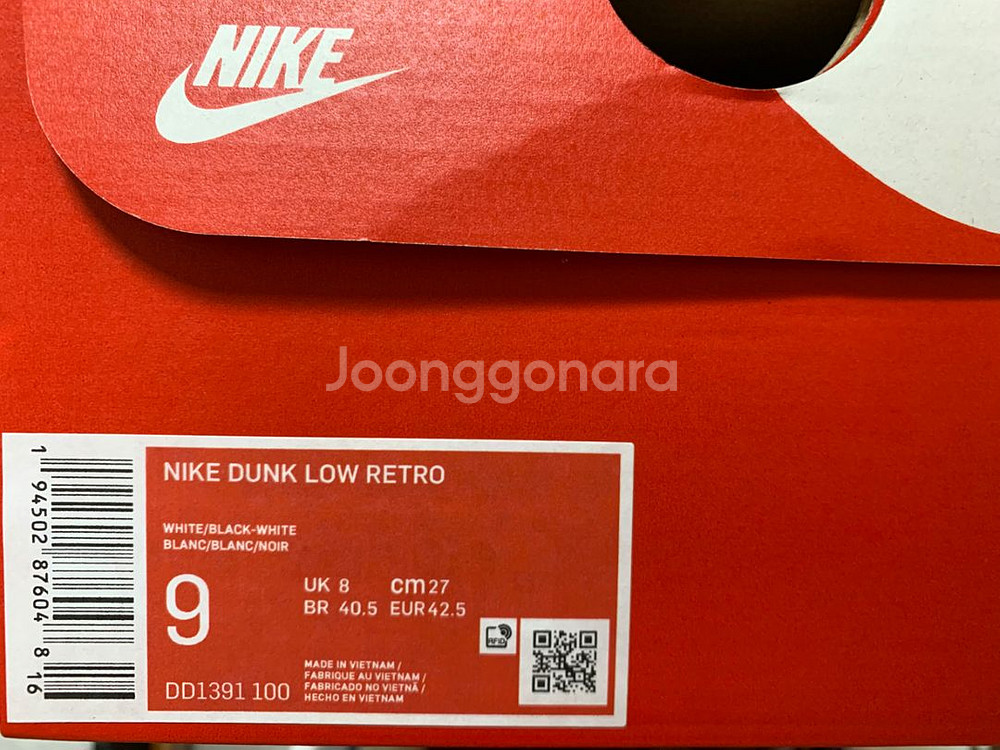 NIKE
Joonggonara
NIKE DUNK LOW RETRO
WHITE/BLACK-WHITE
BLANC/BLANC/NOIR
9
UK 8 cm 27
BR 40.5 EUR 42.5
RFID
MADE IN VIETNAM /
FABRIQUE AU VIETNAM /
FABRICADO NO VIETNÃ /
HECHO EN VIETNAM
DD1391 100
1 94502 87604 8 16